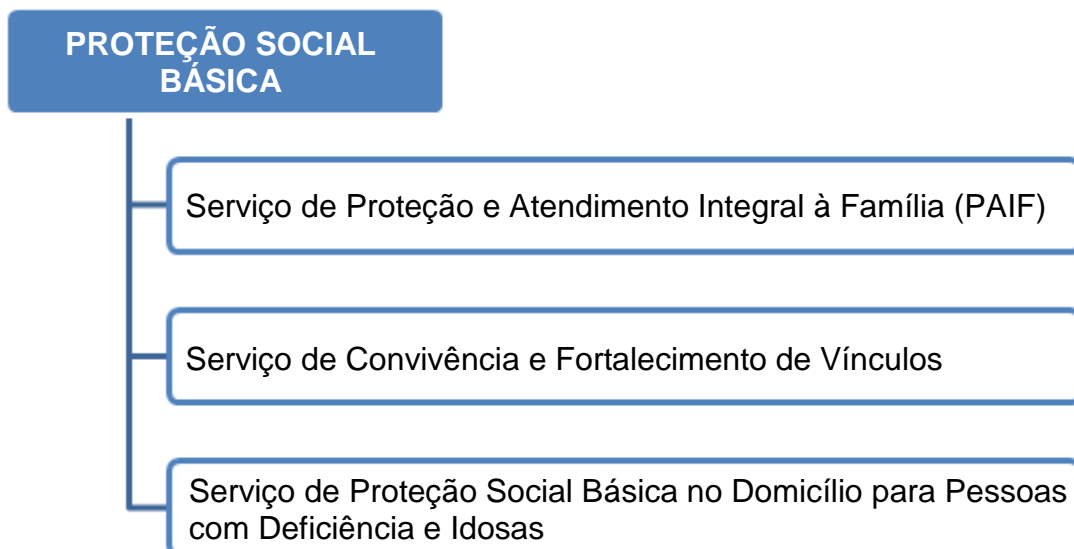 PROTEÇÃO SOCIAL
BÁSICA
Serviço de Proteção e Atendimento Integral à Família (PAIF)
Serviço de Convivência e Fortalecimento de Vínculos
Serviço de Proteção Social Básica no Domicílio para Pessoas
com Deficiência e Idosas